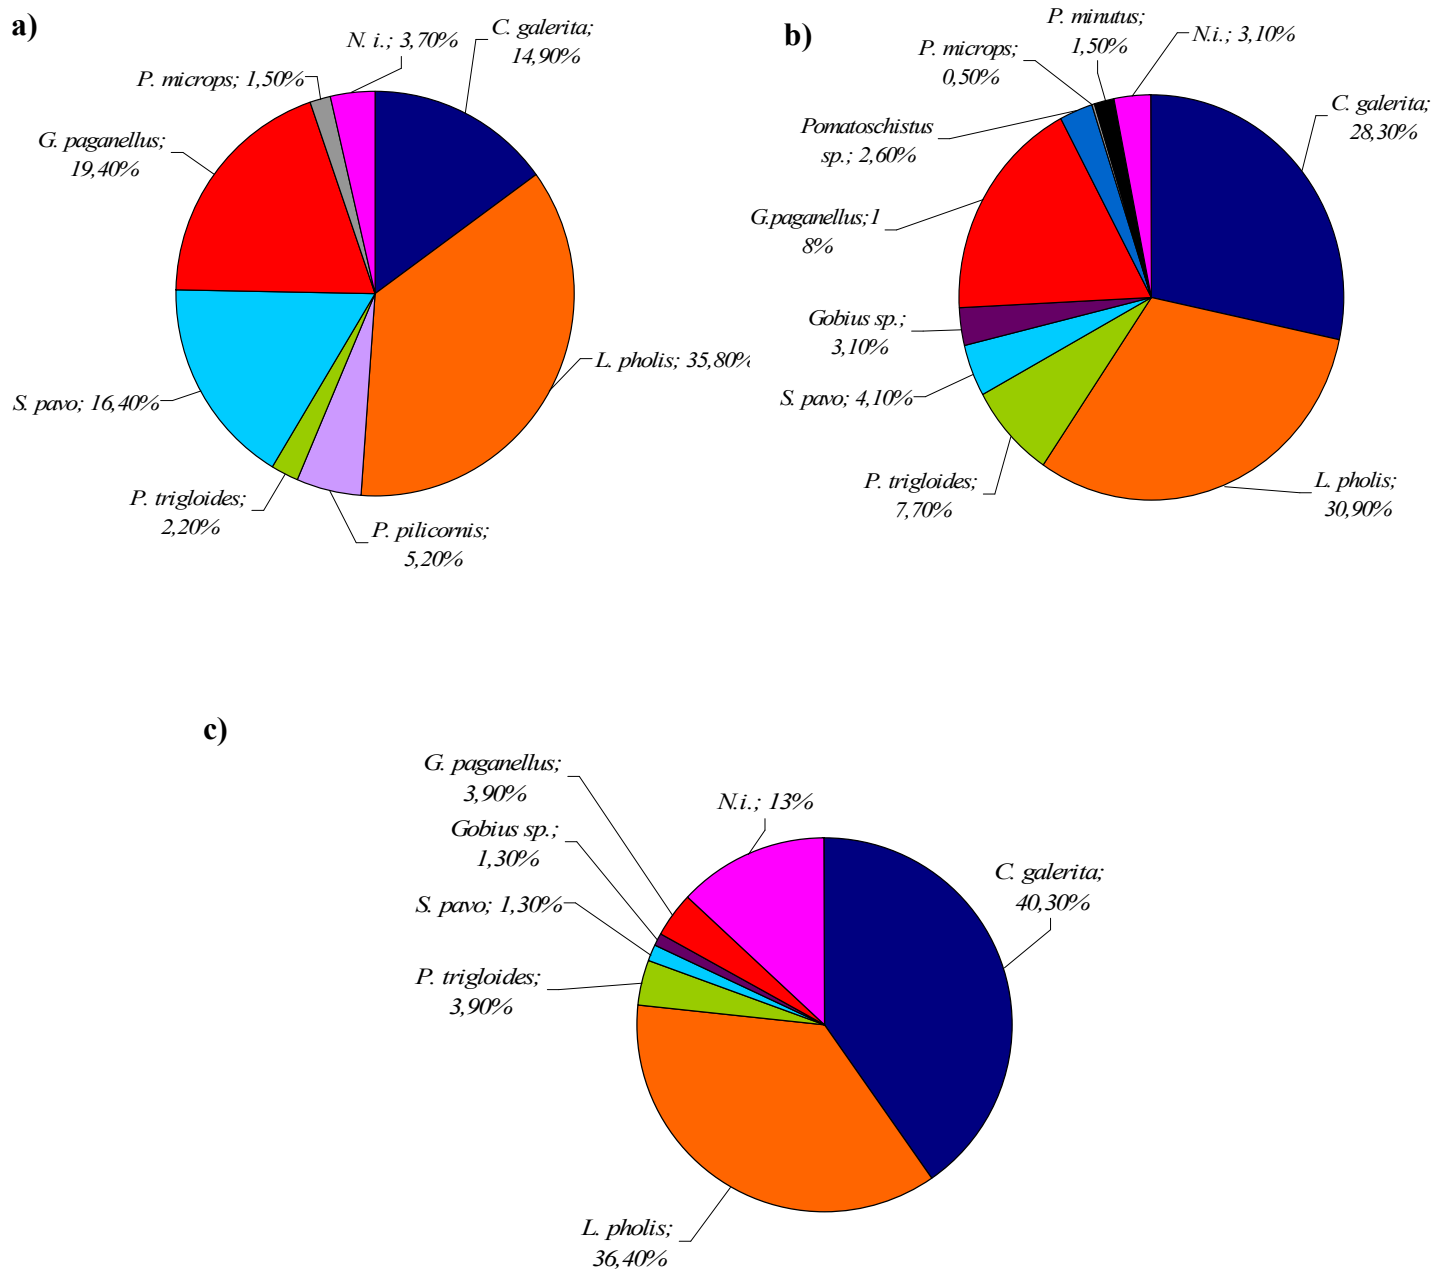 a)
N. i.; 3,70%
C. galerita;
14,90%
P. microps; 1,50%
G. paganellus;
19,40%
L. pholis; 35,80%
S. pavo; 16,40%
P. trigloides;
2,20%
P. pilicornis;
5,20%
b)
P. minutus;
1,50%
N.i.; 3,10%
P. microps;
0,50%
C. galerita;
28,30%
Pomatoschistus
sp.; 2,60%
G.paganellus;1
8%
Gobius sp.;
3,10%
S. pavo; 4,10%
P. trigloides;
7,70%
L. pholis;
30,90%
c)
G. paganellus;
3,90%
N.i.; 13%
Gobius sp.;
1,30%
C. galerita;
40,30%
S. pavo; 1,30%
P. trigloides;
3,90%
L. pholis;
36,40%